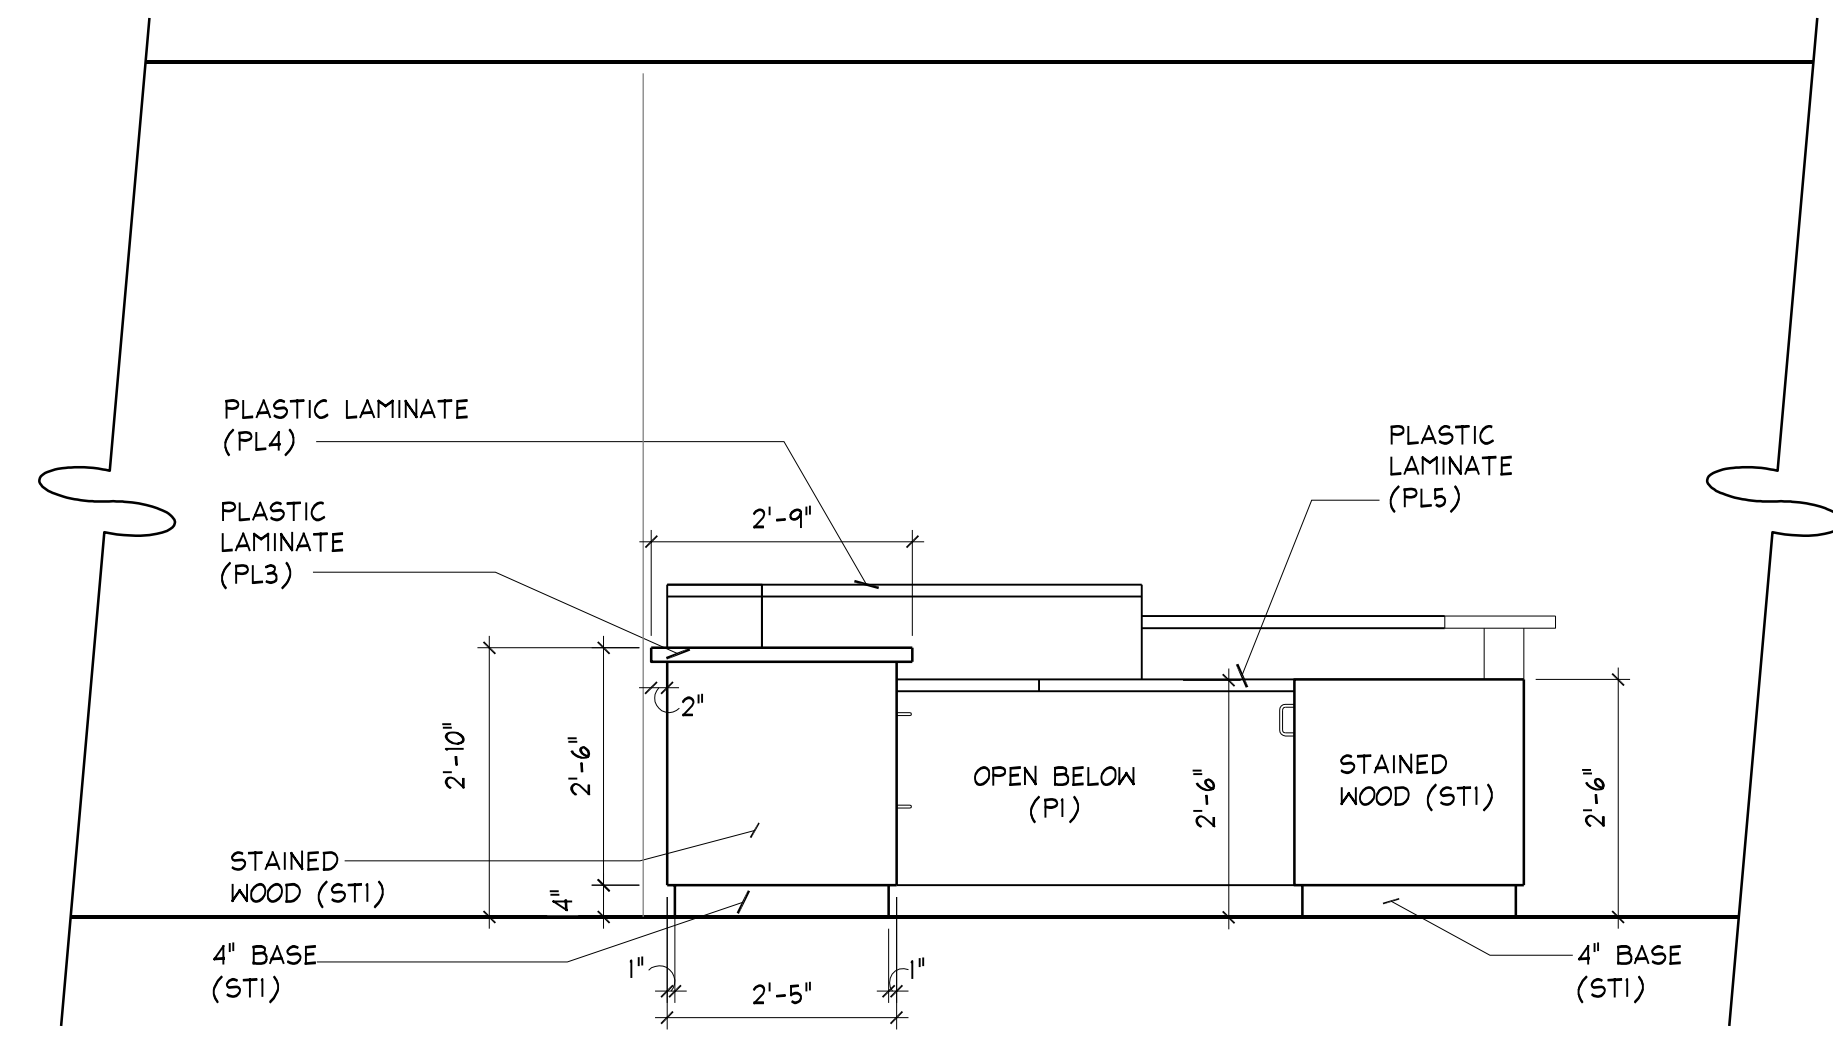 PLASTIC LAMINATE
(PL4)
PLASTIC
LAMINATE
(PL5)
PLASTIC
LAMINATE
(PL3)
2'-9"
2"
2'-10"
2'-6"
4"
OPEN BELOW
(P1)
2'-6"
STAINED
WOOD (ST1)
2'-6"
STAINED
WOOD (ST1)
4" BASE
(ST1)
1"
2'-5"
1"
4" BASE
(ST1)